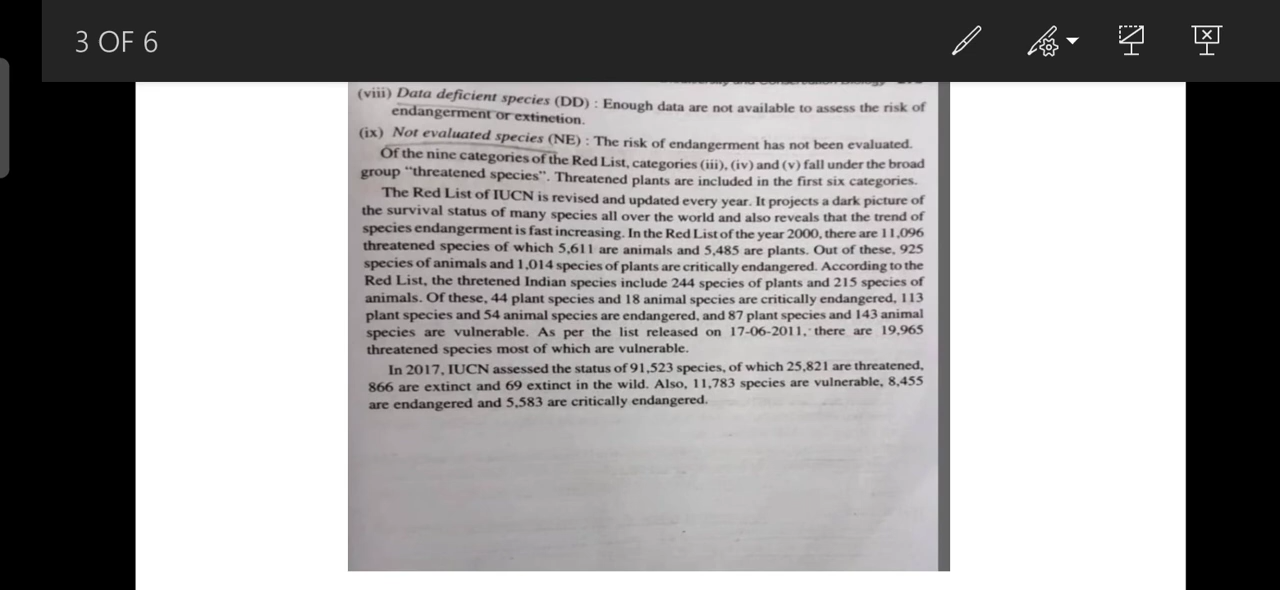 3 OF 6
(viii) Data deficient species (DD) : Enough data are not available to assess the risk of
endangerment or extinction.
(ix) Not evaluated species (NE) : The risk of endangerment has not been evaluated.
Of the nine categories of the Red List, categories (iii), (iv) and (v) fall under the broad
group "threatened species". Threatened plants are included in the first six categories.
The Red List of IUCN is revised and updated every year. It projects a dark picture of
the survival status of many species all over the world and also reveals that the trend of
species endangerment is fast increasing. In the Red List of the year 2000, there are 11,096
threatened species of which 5,611 are animals and 5,485 are plants. Out of these, 925
species of animals and 1,014 species of plants are critically endangered. According to the
Red List, the thretened Indian species include 244 species of plants and 215 species of
animals. Of these, 44 plant species and 18 animal species are critically endangered, 113
plant species and 54 animal species are endangered, and 87 plant species and 143 animal
species are vulnerable. As per the list released on 17-06-2011, there are 19,965
threatened species most of which are vulnerable.
In 2017, IUCN assessed the status of 91,523 species, of which 25,821 are threatened,
866 are extinct and 69 extinct in the wild. Also, 11,783 species are vulnerable, 8,455
are endangered and 5,583 are critically endangered.